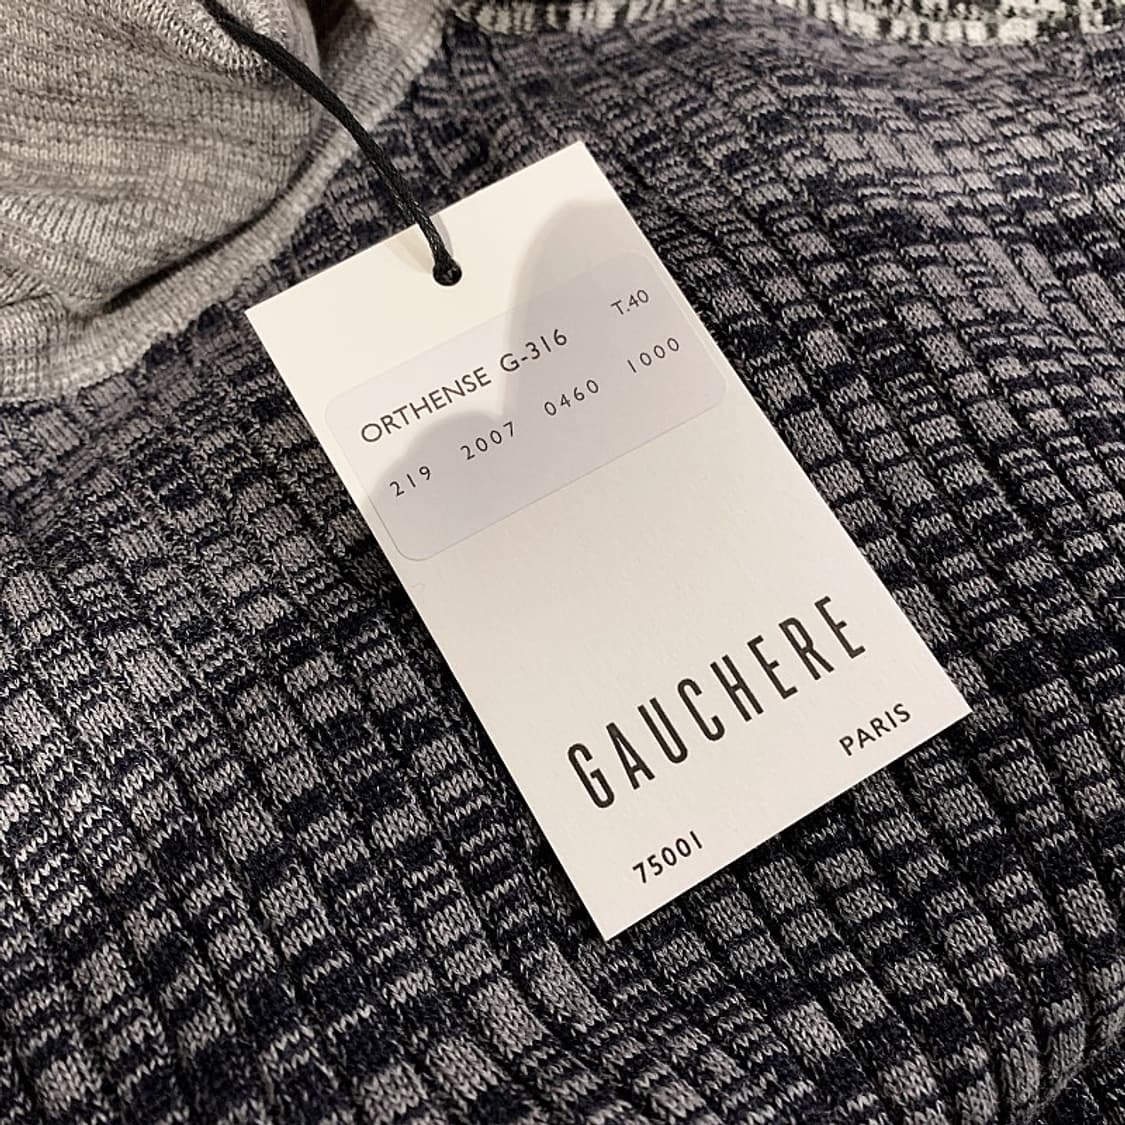 ORTHENSE G-316 T.40
219 2007 0460 1000
GAUCHERE
75001 PARIS